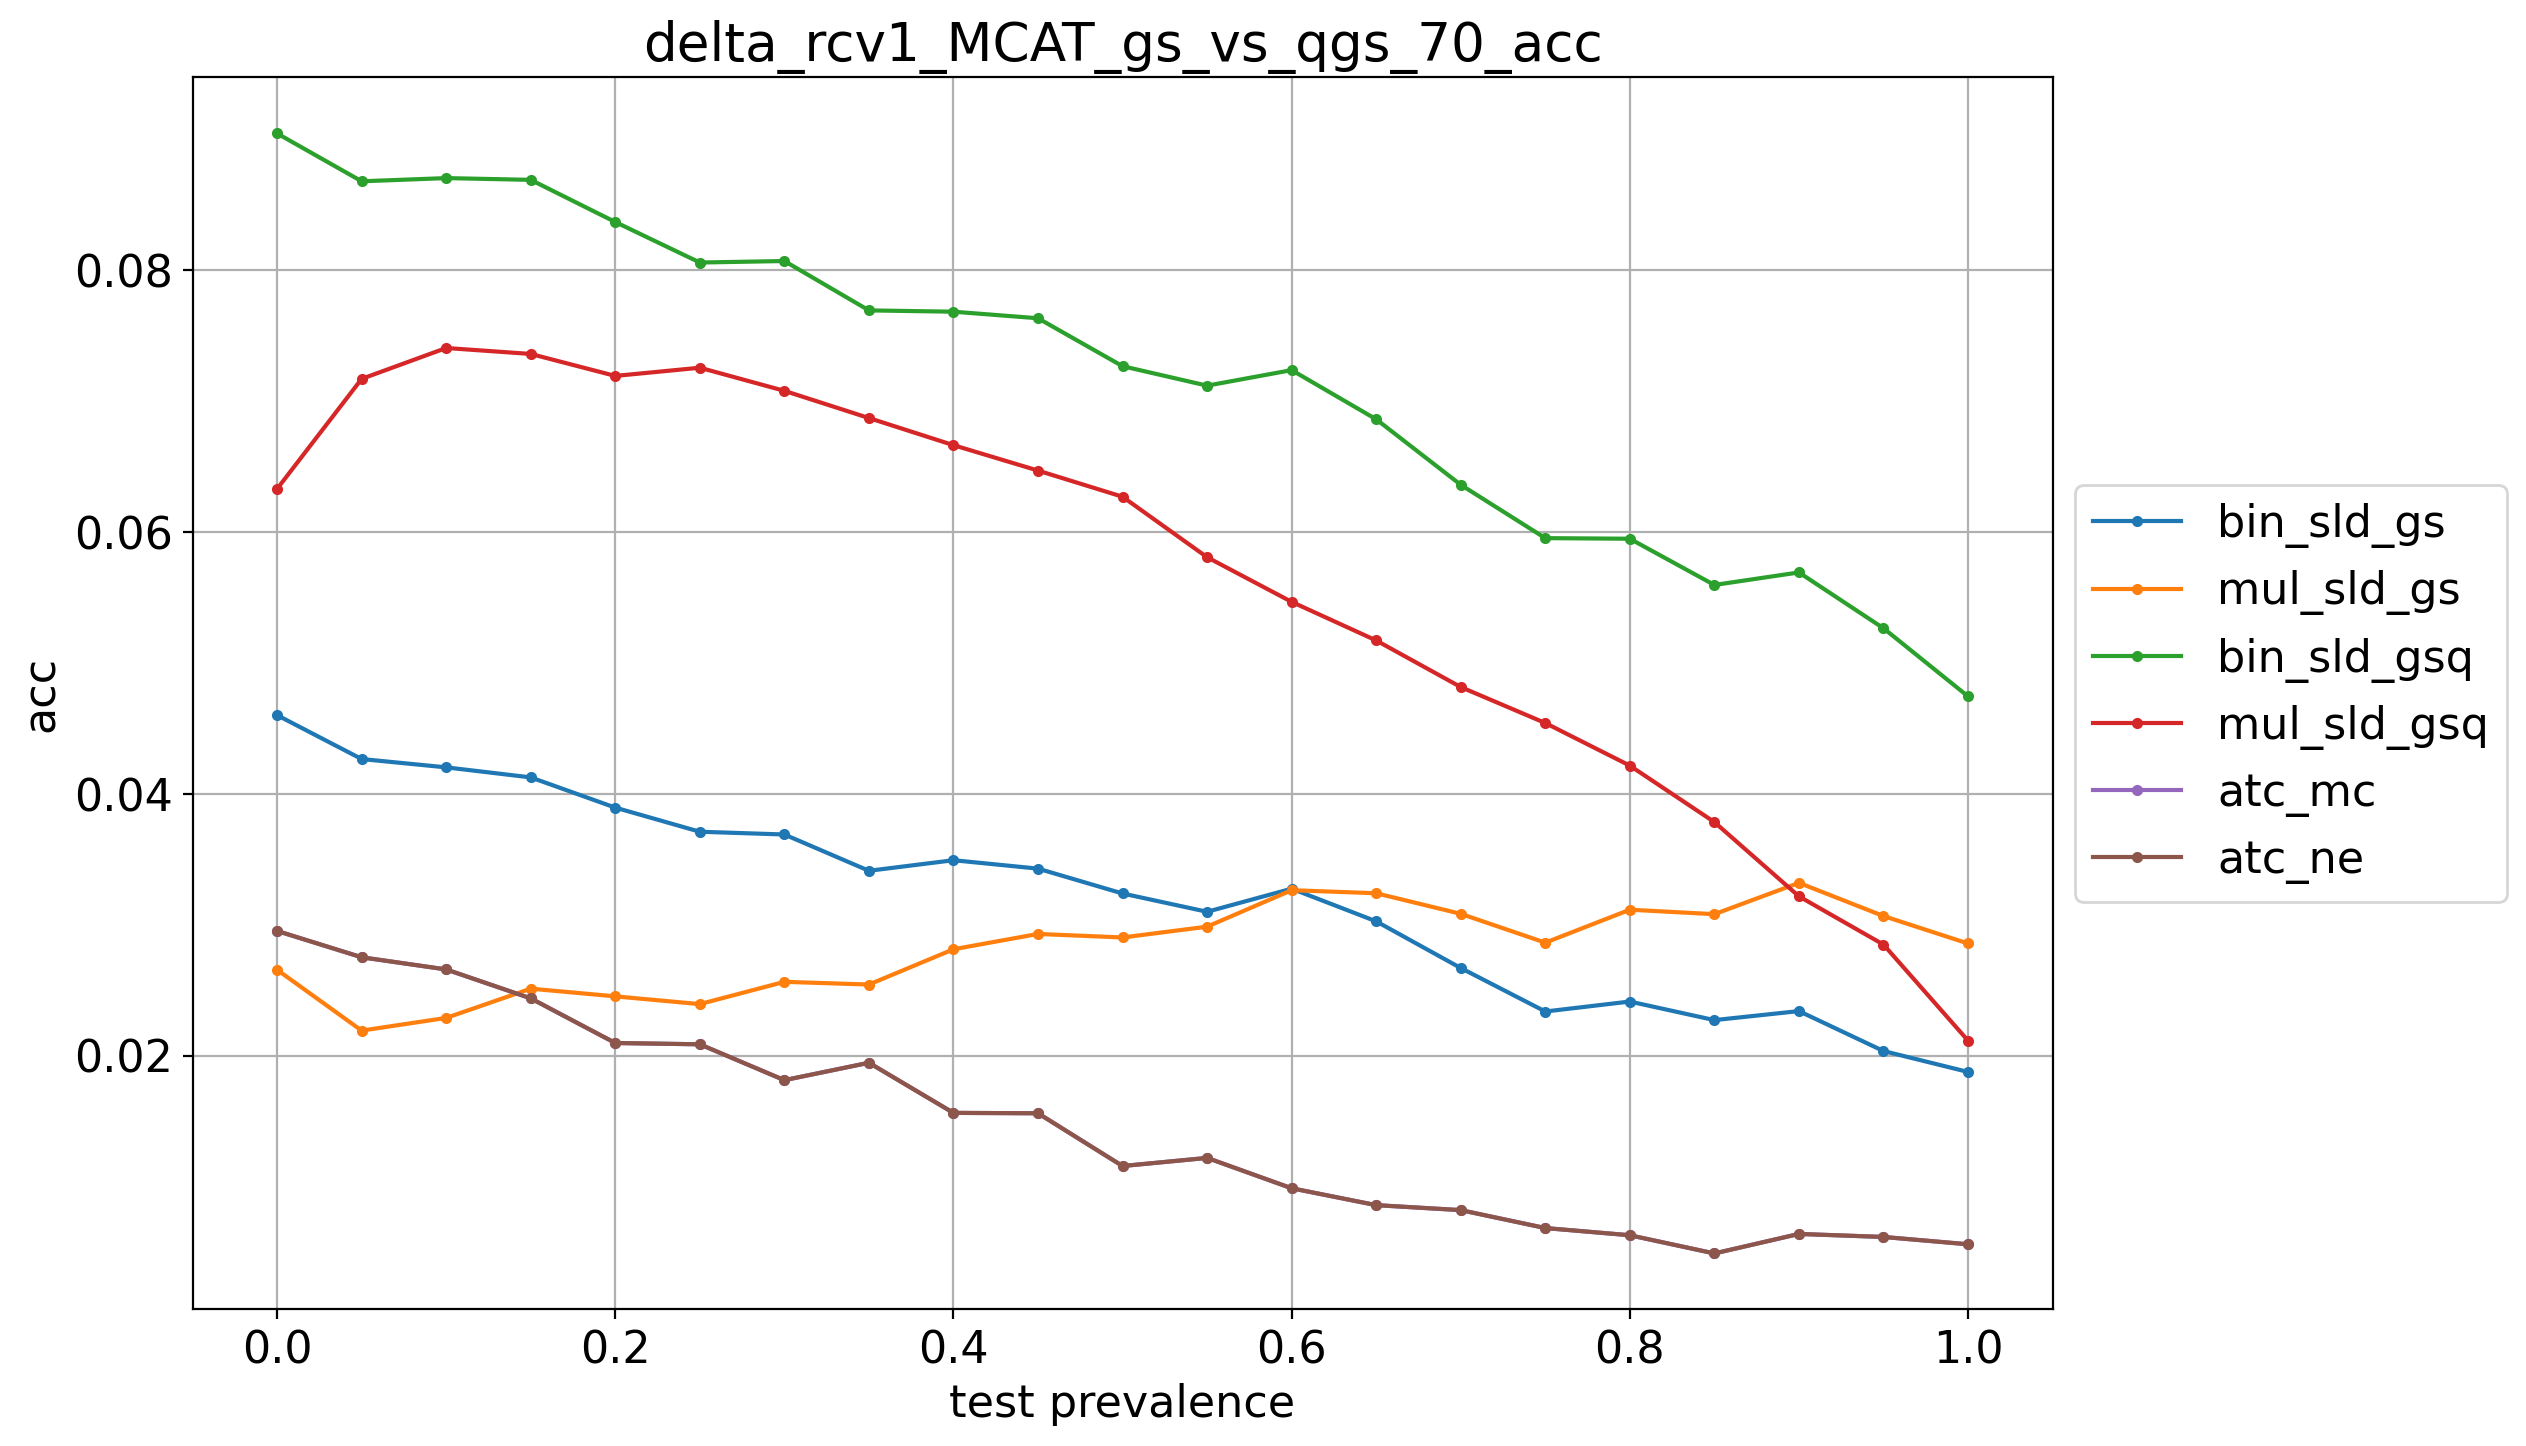 delta_rcv1_MCAT_gs_vs_qgs_70_acc
acc
0.08
0.06
0.04
0.02
0.0 0.2 0.4 0.6 0.8 1.0
test prevalence
bin_sld_gs
mul_sld_gs
bin_sld_gsq
mul_sld_gsq
atc_mc
atc_ne